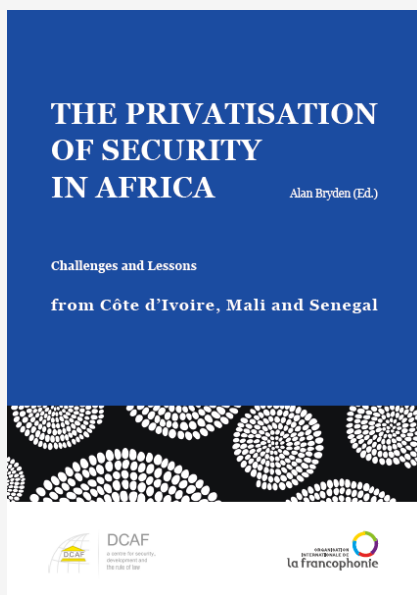 THE PRIVATISATION
OF SECURITY
IN AFRICA
Alan Bryden (Ed.)
Challenges and Lessons
from Côte d'Ivoire, Mali and Senegal
DCAF
DCAF
a centre for security,
development and
the rule of law
ORGANISATION
INTERNATIONALE DE
la francophonie